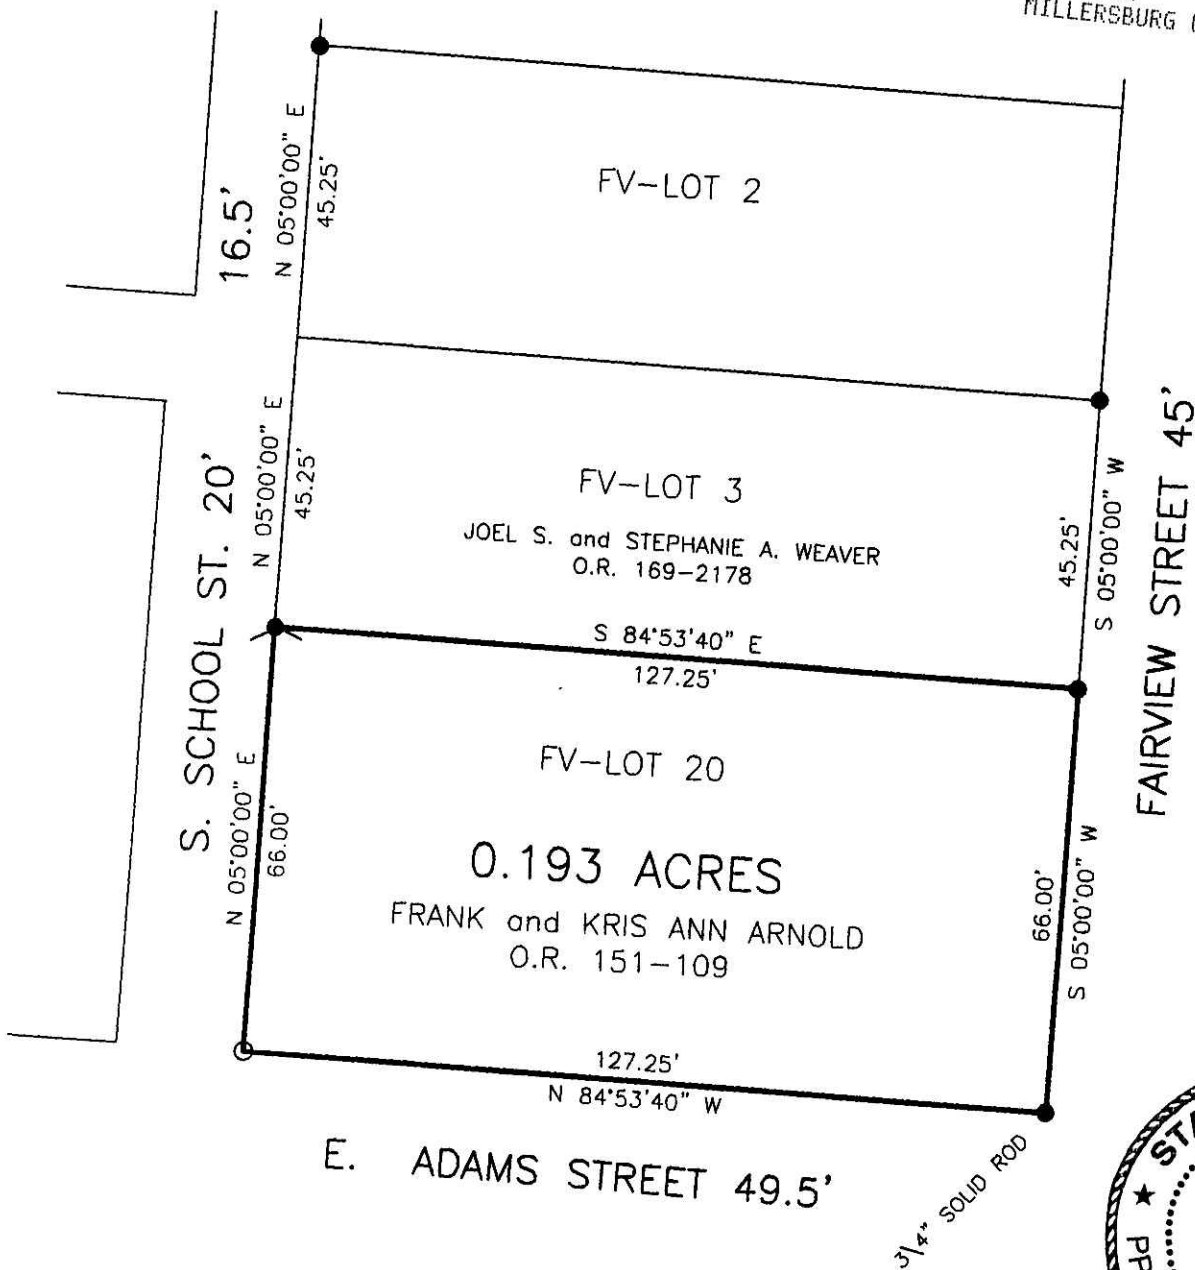 MILLERSBURG
N 05°00'00" E
45.25'
16.5'
FV-LOT 2
N 05°00'00" E
45.25'
S. SCHOOL ST. 20'
FV-LOT 3
JOEL S. and STEPHANIE A. WEAVER
O.R. 169-2178
45.25'
S 05°00'00" W
FAIRVIEW STREET 45'
S 84°53'40" E
127.25'
N 05°00'00" E
66.00'
FV-LOT 20
0.193 ACRES
FRANK and KRIS ANN ARNOLD
O.R. 151-109
66.00'
S 05°00'00" W
127.25'
N 84°53'40" W
E. ADAMS STREET 49.5'
3/4" SOLID ROD